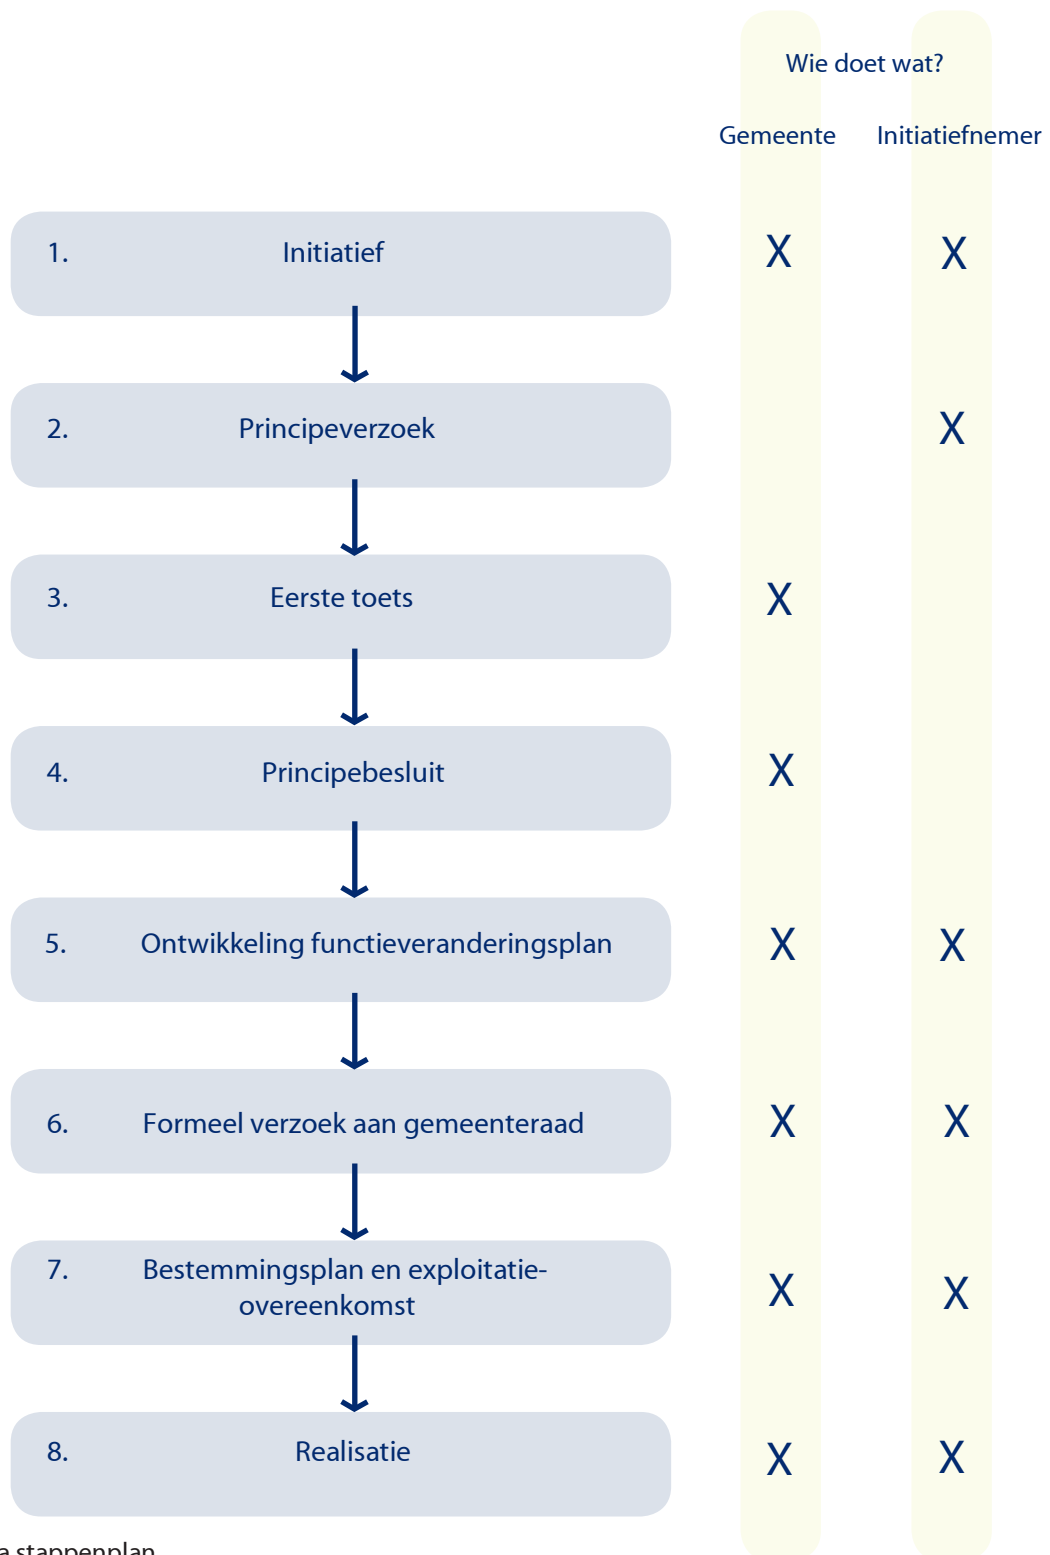 Wie doet wat?
Gemeente Initiatiefnemer
1. Initiatief X X
2. Principeverzoek X
3. Eerste toets X
4. Principebesluit X
5. Ontwikkeling functieveranderingsplan X X
6. Formeel verzoek aan gemeenteraad X X
7. Bestemmingsplan en exploitatie-
overeenkomst X X
8. Realisatie X X
stappenplan